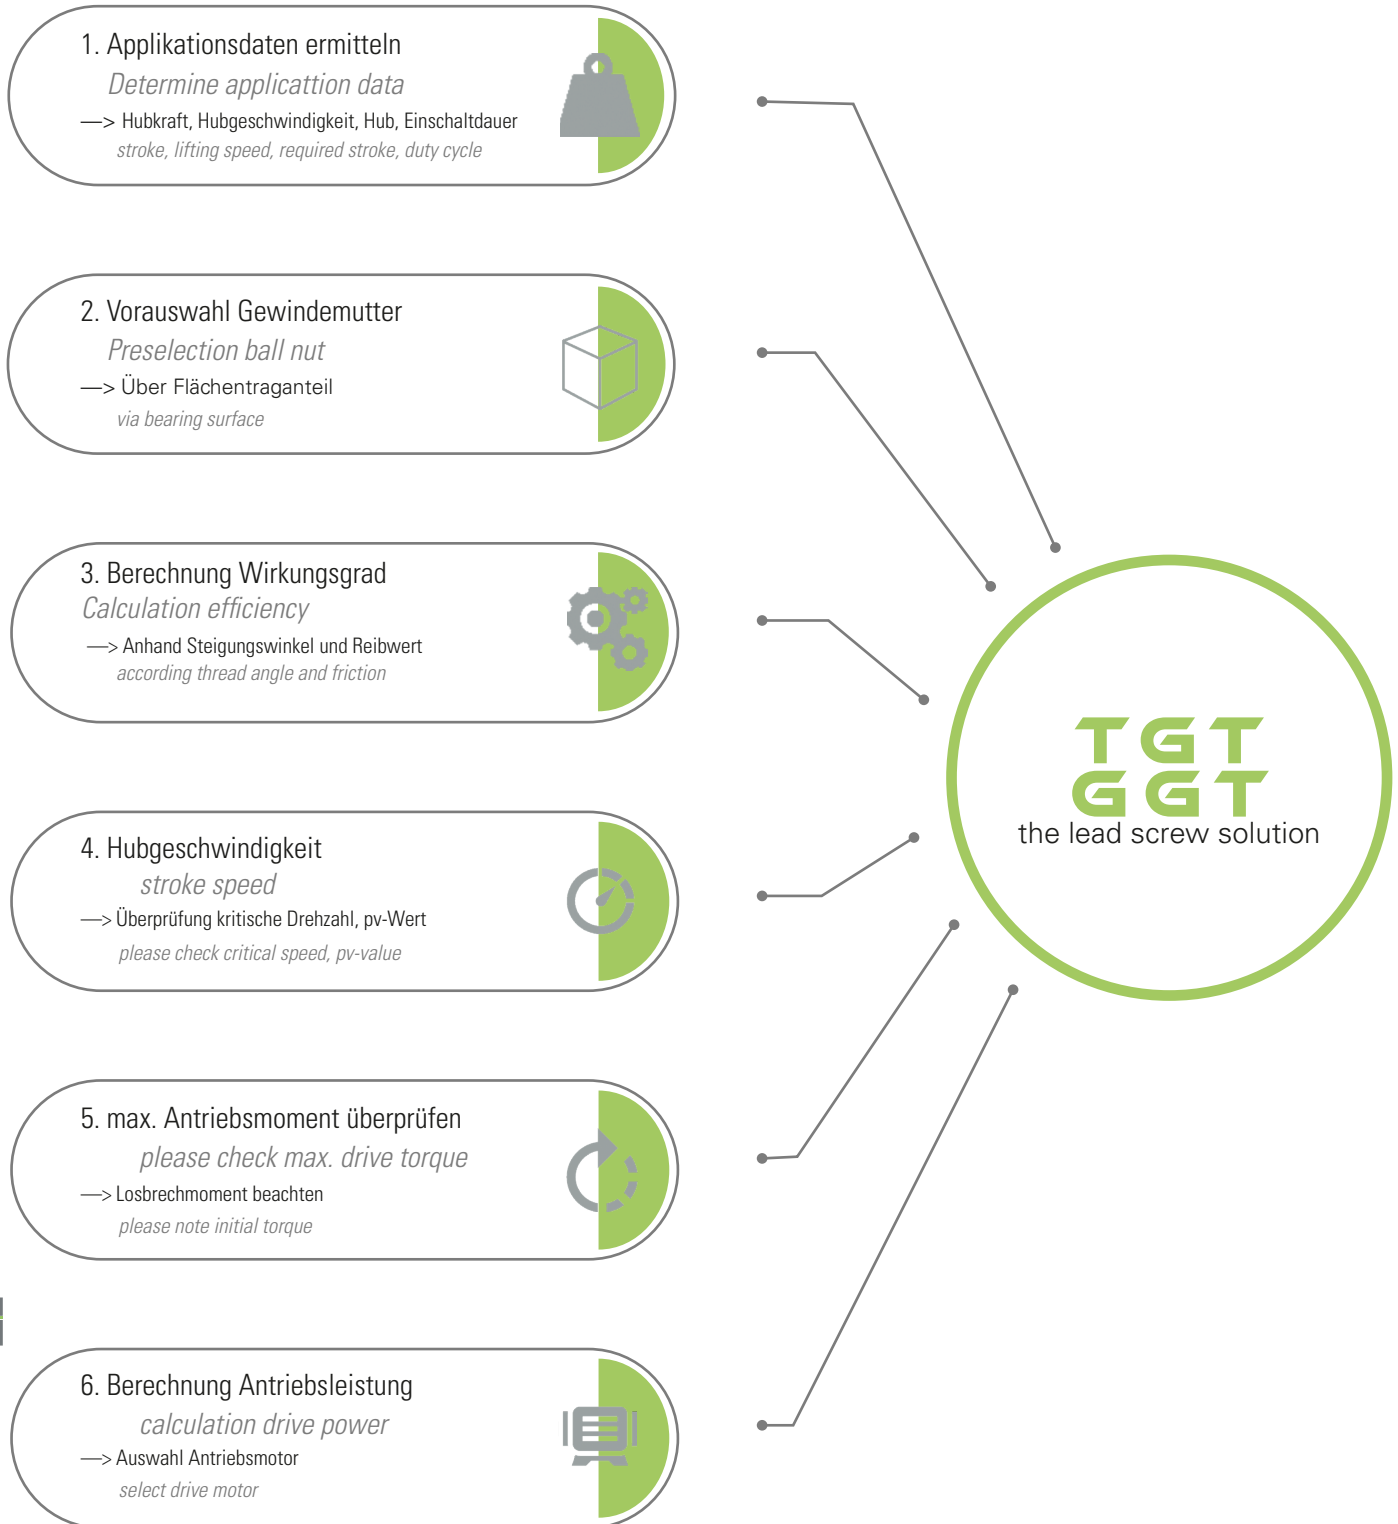 1. Applikationsdaten ermitteln
Determine applicattion data
—> Hubkraft, Hubgeschwindigkeit, Hub, Einschaltdauer
stroke, lifting speed, required stroke, duty cycle
2. Vorauswahl Gewindemutter
Preselection ball nut
—> Über Flächentraganteil
via bearing surface
3. Berechnung Wirkungsgrad
Calculation efficiency
—> Anhand Steigungswinkel und Reibwert
according thread angle and friction
4. Hubgeschwindigkeit
stroke speed
—> Überprüfung kritische Drehzahl, pv-Wert
please check critical speed, pv-value
5. max. Antriebsmoment überprüfen
please check max. drive torque
—> Losbrechmoment beachten
please note initial torque
6. Berechnung Antriebsleistung
calculation drive power
—> Auswahl Antriebsmotor
select drive motor
TGT
GGT
the lead screw solution